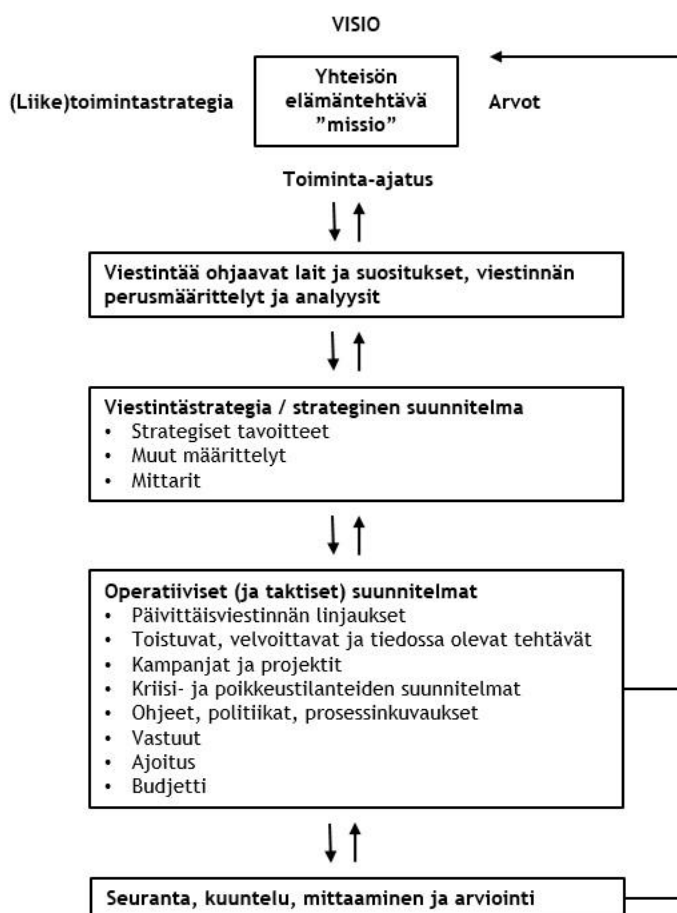 VISIO
Yhteisön
elämäntehtävä
"missio"
(Liike)toimintastrategia
Arvot
Toiminta-ajatus
Viestintää ohjaavat lait ja suositukset, viestinnän
perusmäärittelyt ja analyysit
Viestintästrategia / strateginen suunnitelma
• Strategiset tavoitteet
• Muut määrittelyt
• Mittarit
Operatiiviset (ja taktiset) suunnitelmat
• Päivittäisviestinnän linjaukset
• Toistuvat, velvoittavat ja tiedossa olevat tehtävät
• Kampanjat ja projektit
• Kriisi- ja poikkeustilanteiden suunnitelmat
• Ohjeet, politiikat, prosessinkuvaukset
• Vastuut
• Ajoitus
• Budjetti
Seuranta, kuuntelu, mittaaminen ja arviointi